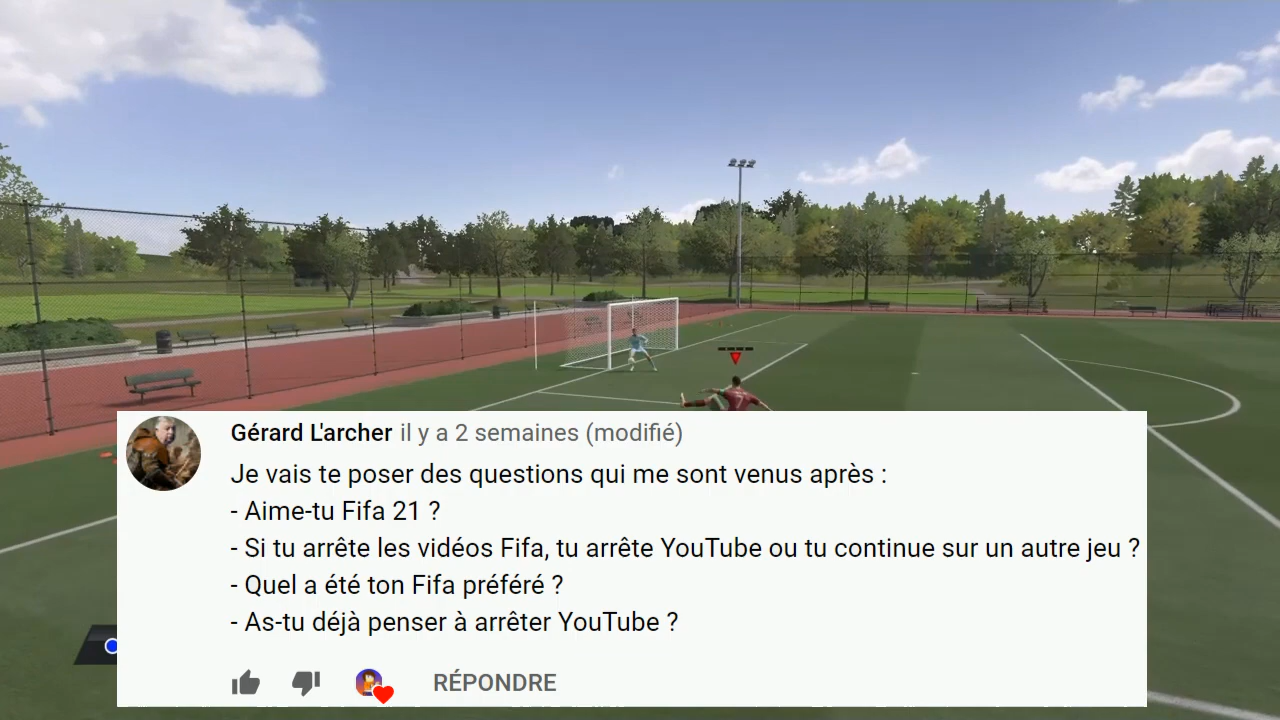 7
Gérard L'archer il y a 2 semaines (modifié)
Je vais te poser des questions qui me sont venus après :
- Aime-tu Fifa 21 ?
- Si tu arrête les vidéos Fifa, tu arrête YouTube ou tu continue sur un autre jeu ?
- Quel a été ton Fifa préféré ?
- As-tu déjà penser à arrêter YouTube ?
RÉPONDRE